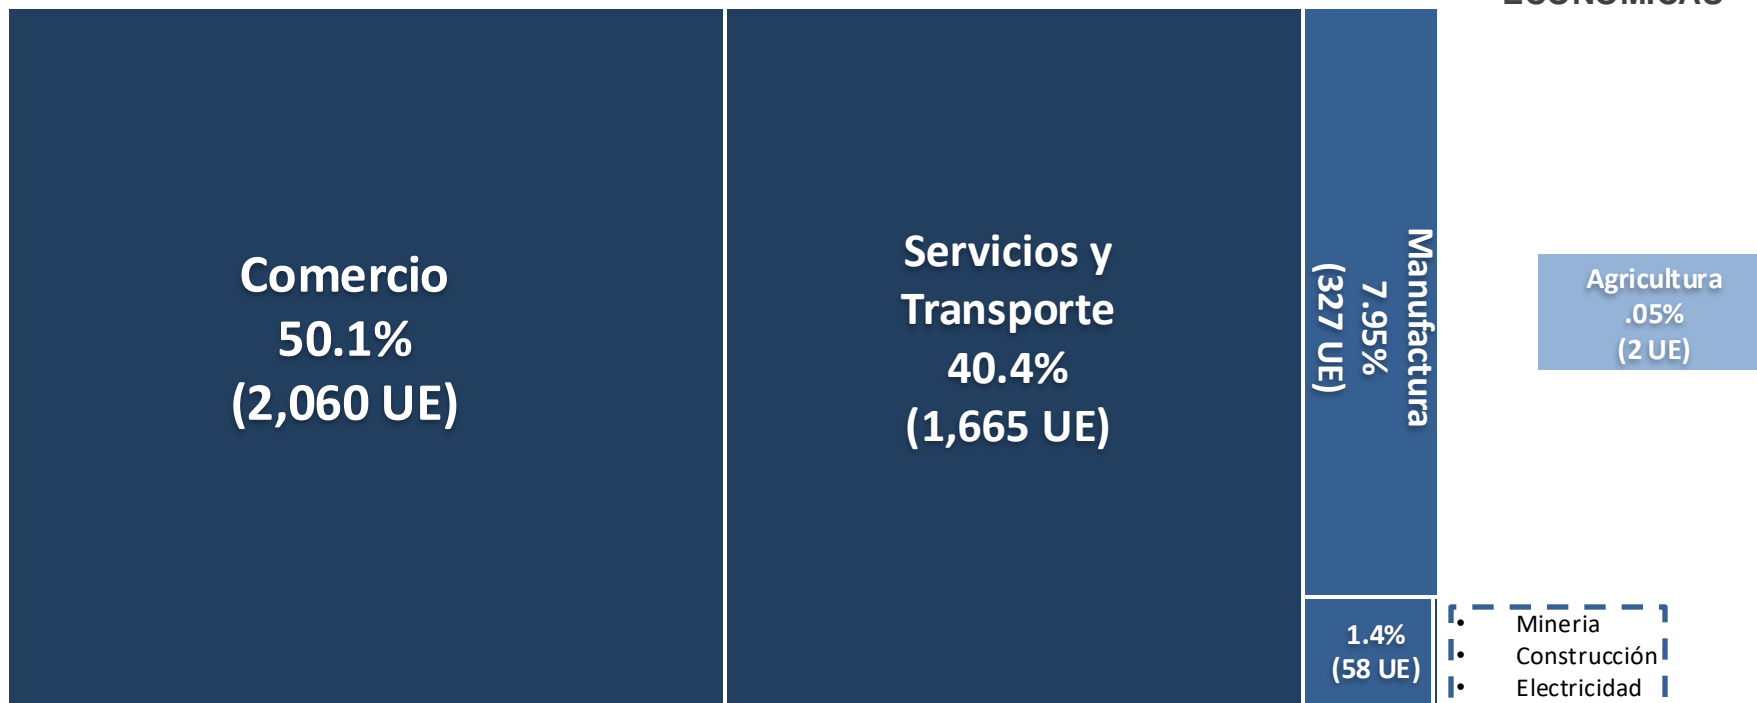 ECONÓMICAS
Comercio
50.1%
(2,060 UE)
Servicios y
Transporte
40.4%
(1,665 UE)
Manufactura
7.95%
(327 UE)
Agricultura
.05%
(2 UE)
1.4%
(58 UE)
• Mineria
• Construcción
• Electricidad